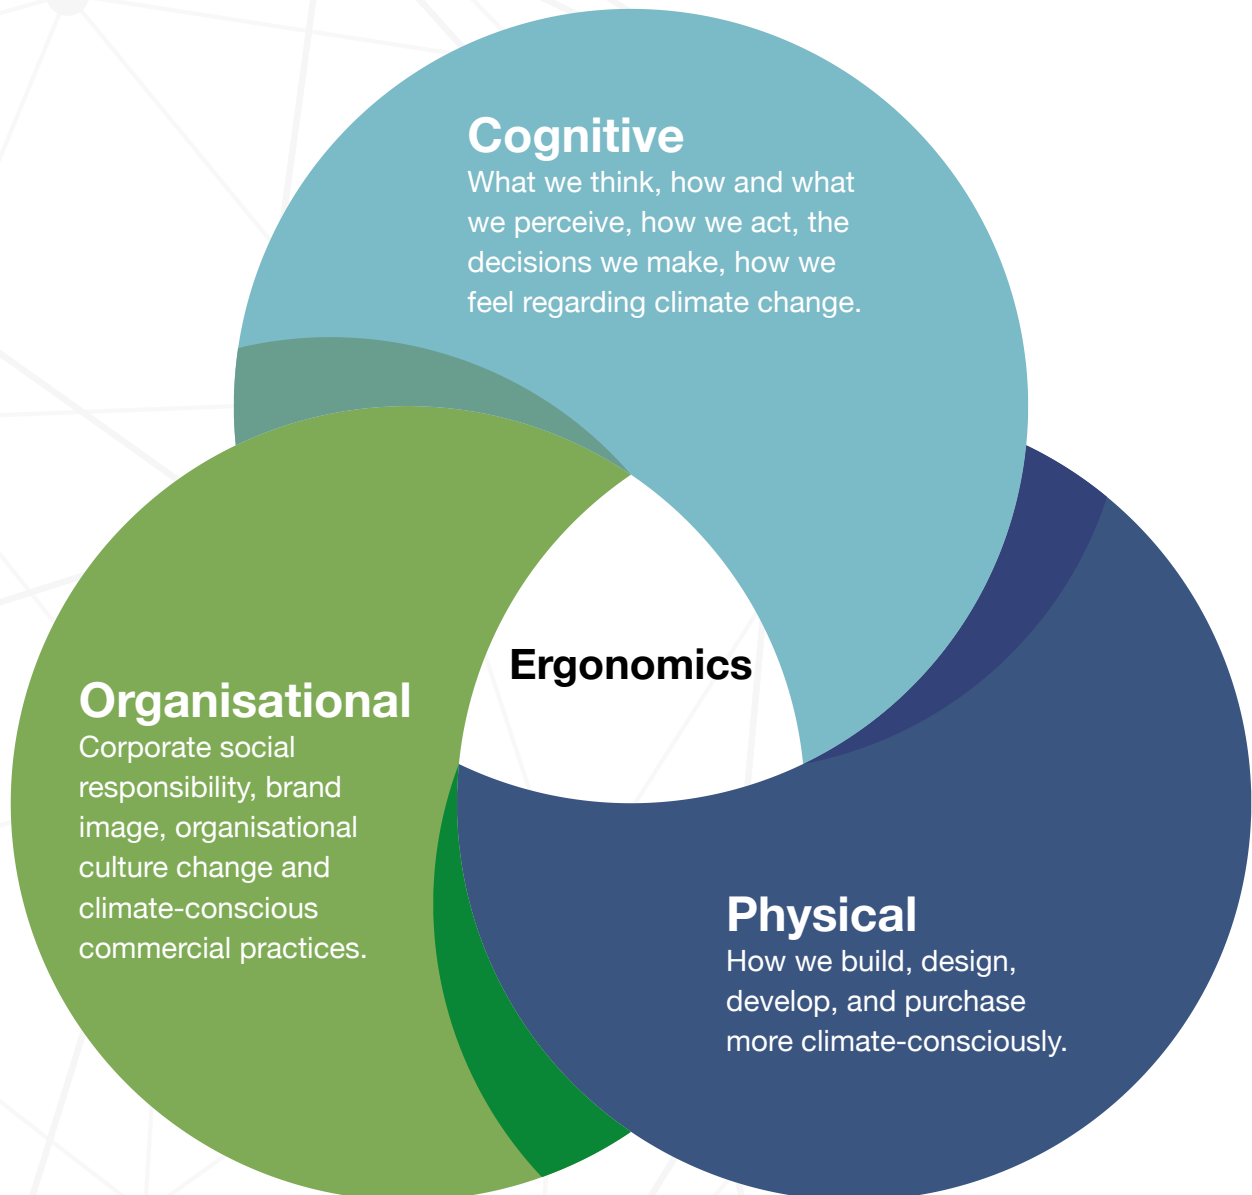 Cognitive
What we think, how and what
we perceive, how we act, the
decisions we make, how we
feel regarding climate change.
Ergonomics
Organisational
Corporate social
responsibility, brand
image, organisational
culture change and
climate-conscious
commercial practices.
Physical
How we build, design,
develop, and purchase
more climate-consciously.